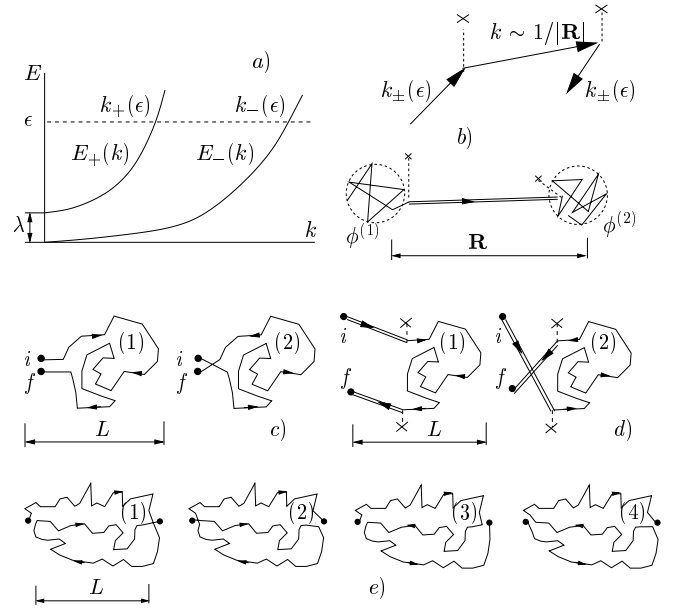 E
a)
ϵ
k₊(ϵ)
k₋(ϵ)
E₊(k)
E₋(k)
λ
k
k ∼ 1/|R|
k±(ϵ)
k±(ϵ)
b)
ϕ⁽¹⁾
ϕ⁽²⁾
R
i
f
(1)
L
i
f
(2)
c)
i
f
(1)
L
i
f
(2)
d)
(1)
(2)
(3)
(4)
L
e)